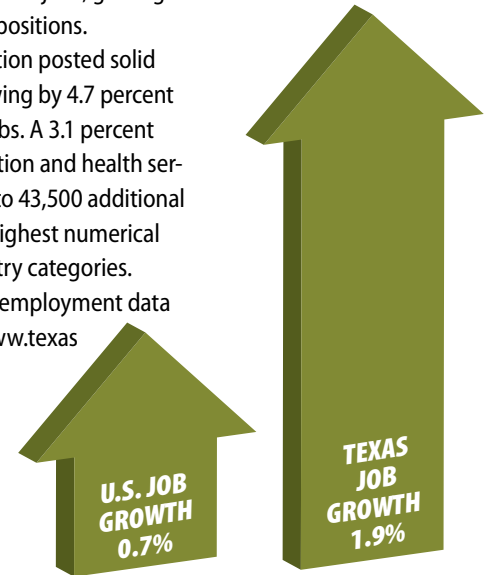 positions.
tion posted solid
ing by 4.7 percent
bs. A 3.1 percent
tion and health ser-
to 43,500 additional
ighest numerical
try categories.
employment data
w.texas
U.S. JOB
GROWTH
0.7%
TEXAS
JOB
GROWTH
1.9%